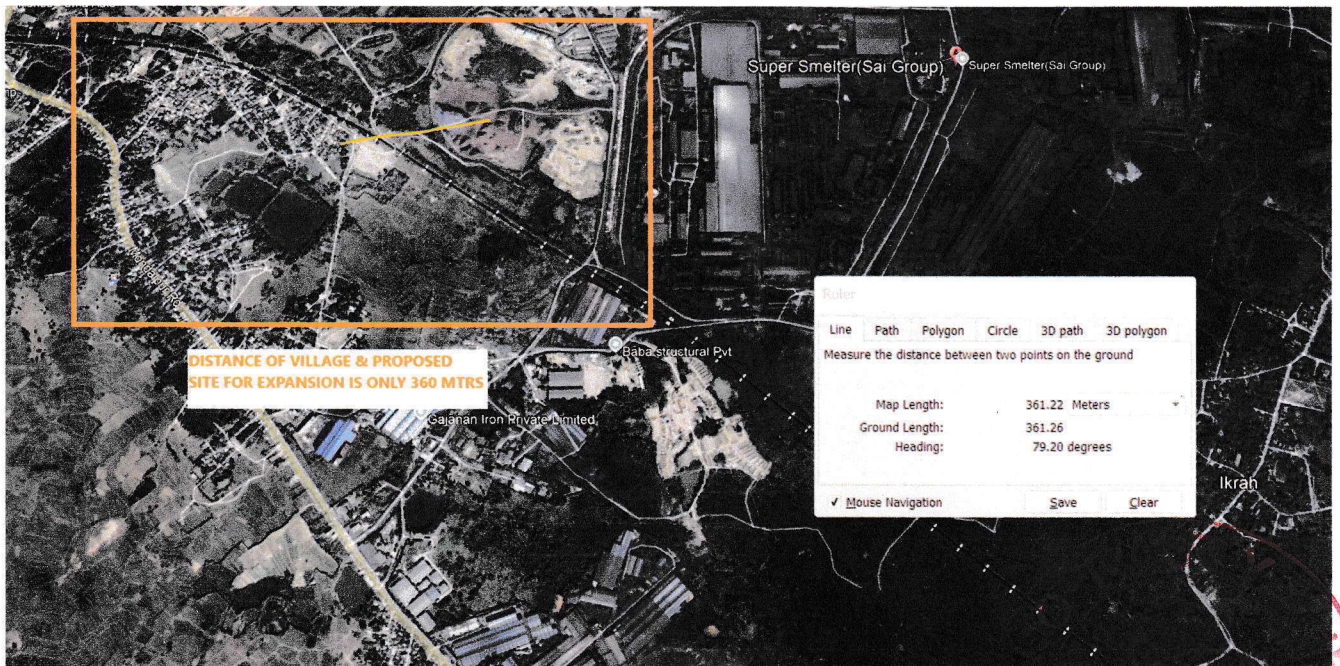 mp
Super Smelter(Sai Group)
Super Smelter(Sai Group)
DISTANCE OF VILLAGE & PROPOSED
SITE FOR EXPANSION IS ONLY 360 MTRS
Baba structural Pvt
Gajanan Iron Private Limited
Ikrah
Ruler
Line Path Polygon Circle 3D path 3D polygon
Measure the distance between two points on the ground
Map Length: 361.22 Meters
Ground Length: 361.26
Heading: 79.20 degrees
✓ Mouse Navigation Save Clear